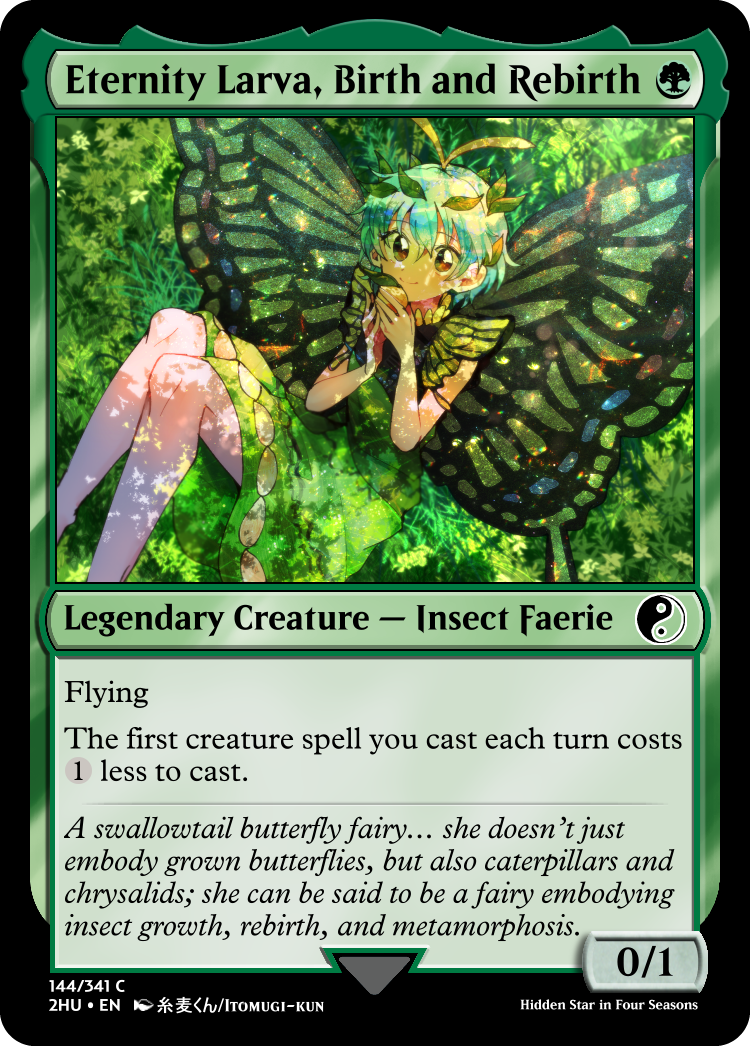 Eternity Larva, Birth and Rebirth
Legendary Creature — Insect Faerie
Flying
The first creature spell you cast each turn costs
1 less to cast.
A swallowtail butterfly fairy… she doesn't just
embody grown butterflies, but also caterpillars and
chrysalids; she can be said to be a fairy embodying
insect growth, rebirth, and metamorphosis.
0/1
144/341 C
2HU • EN 糸麦くん/Itomugi-kun
Hidden Star in Four Seasons